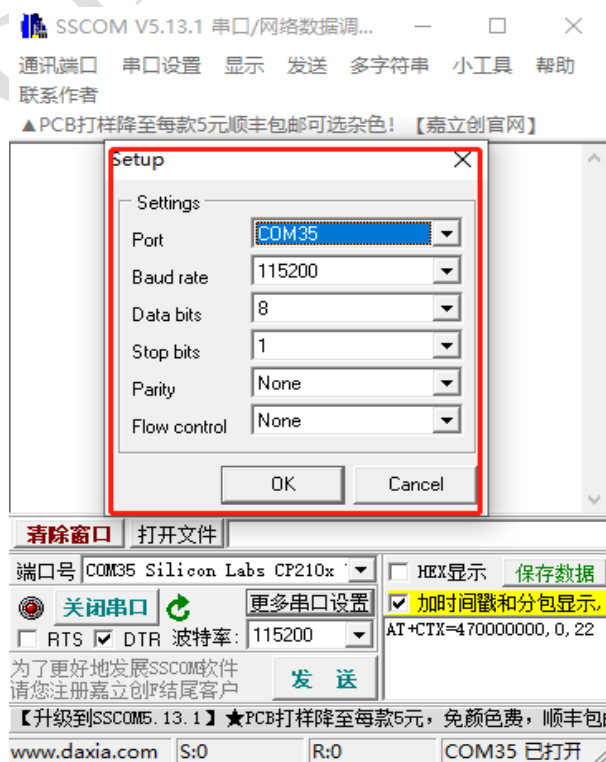 SSCOM V5.13.1 串口/网络数据调...
通讯端口 串口设置 显示 发送 多字符串 小工具 帮助
联系作者
▲PCB打样降至每款5元顺丰包邮可选杂色！【嘉立创官网】
Setup
Settings
Port COM35
Baud rate 115200
Data bits 8
Stop bits 1
Parity None
Flow control None
OK Cancel
清除窗口 打开文件
端口号 COM35 Silicon Labs CP210x HEX显示 保存数据
关闭串口 更多串口设置 加时间戳和分包显示,
RTS DTR 波特率: 115200 AT+CTX=470000000,0,22
为了更好地发展SSCOM软件
请您注册嘉立创F结尾客户
发 送
【升级到SSCOM5.13.1】★PCB打样降至每款5元，免颜色费，顺丰包
www.daxia.com S:0 R:0 COM35 已打开